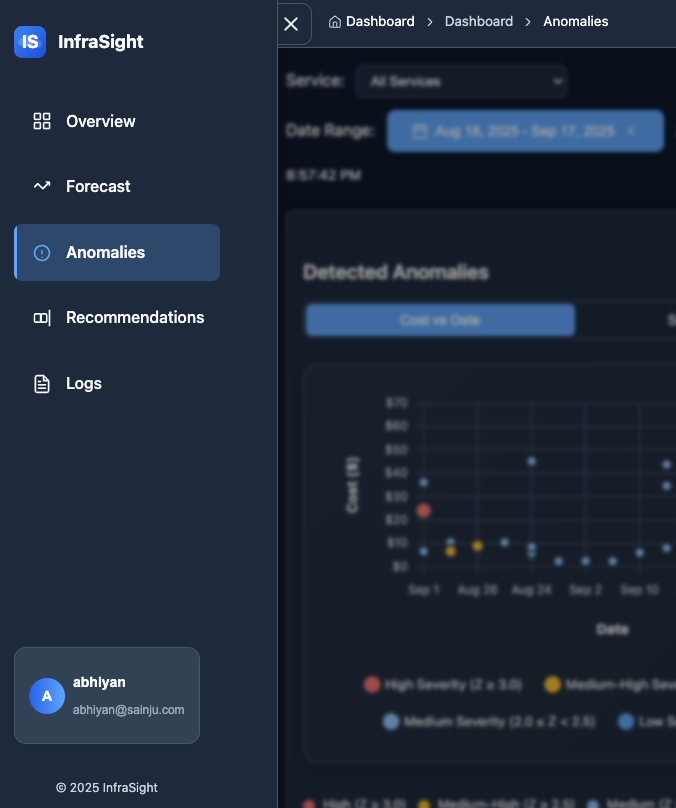 IS InfraSight
Overview
Forecast
Anomalies
Recommendations
Logs
A
abhiyan
abhiyan@sainju.com
© 2025 InfraSight
Dashboard > Dashboard > Anomalies
Service: All Services
Date Range: Aug 18, 2025 - Sep 17, 2025
8:57:42 PM
Detected Anomalies
Cost vs Date
Cost ($)
$70
$60
$50
$40
$30
$20
$10
$0
Sep 1 Aug 26 Aug 24 Sep 2 Sep 10
Date
High Severity (Z ≥ 3.0) Medium-High
Medium Severity (2.0 ≤ Z < 2.5) Low
High (Z ≥ 3.0) Medium-High (Z ≥ 2.5) Medium (Z